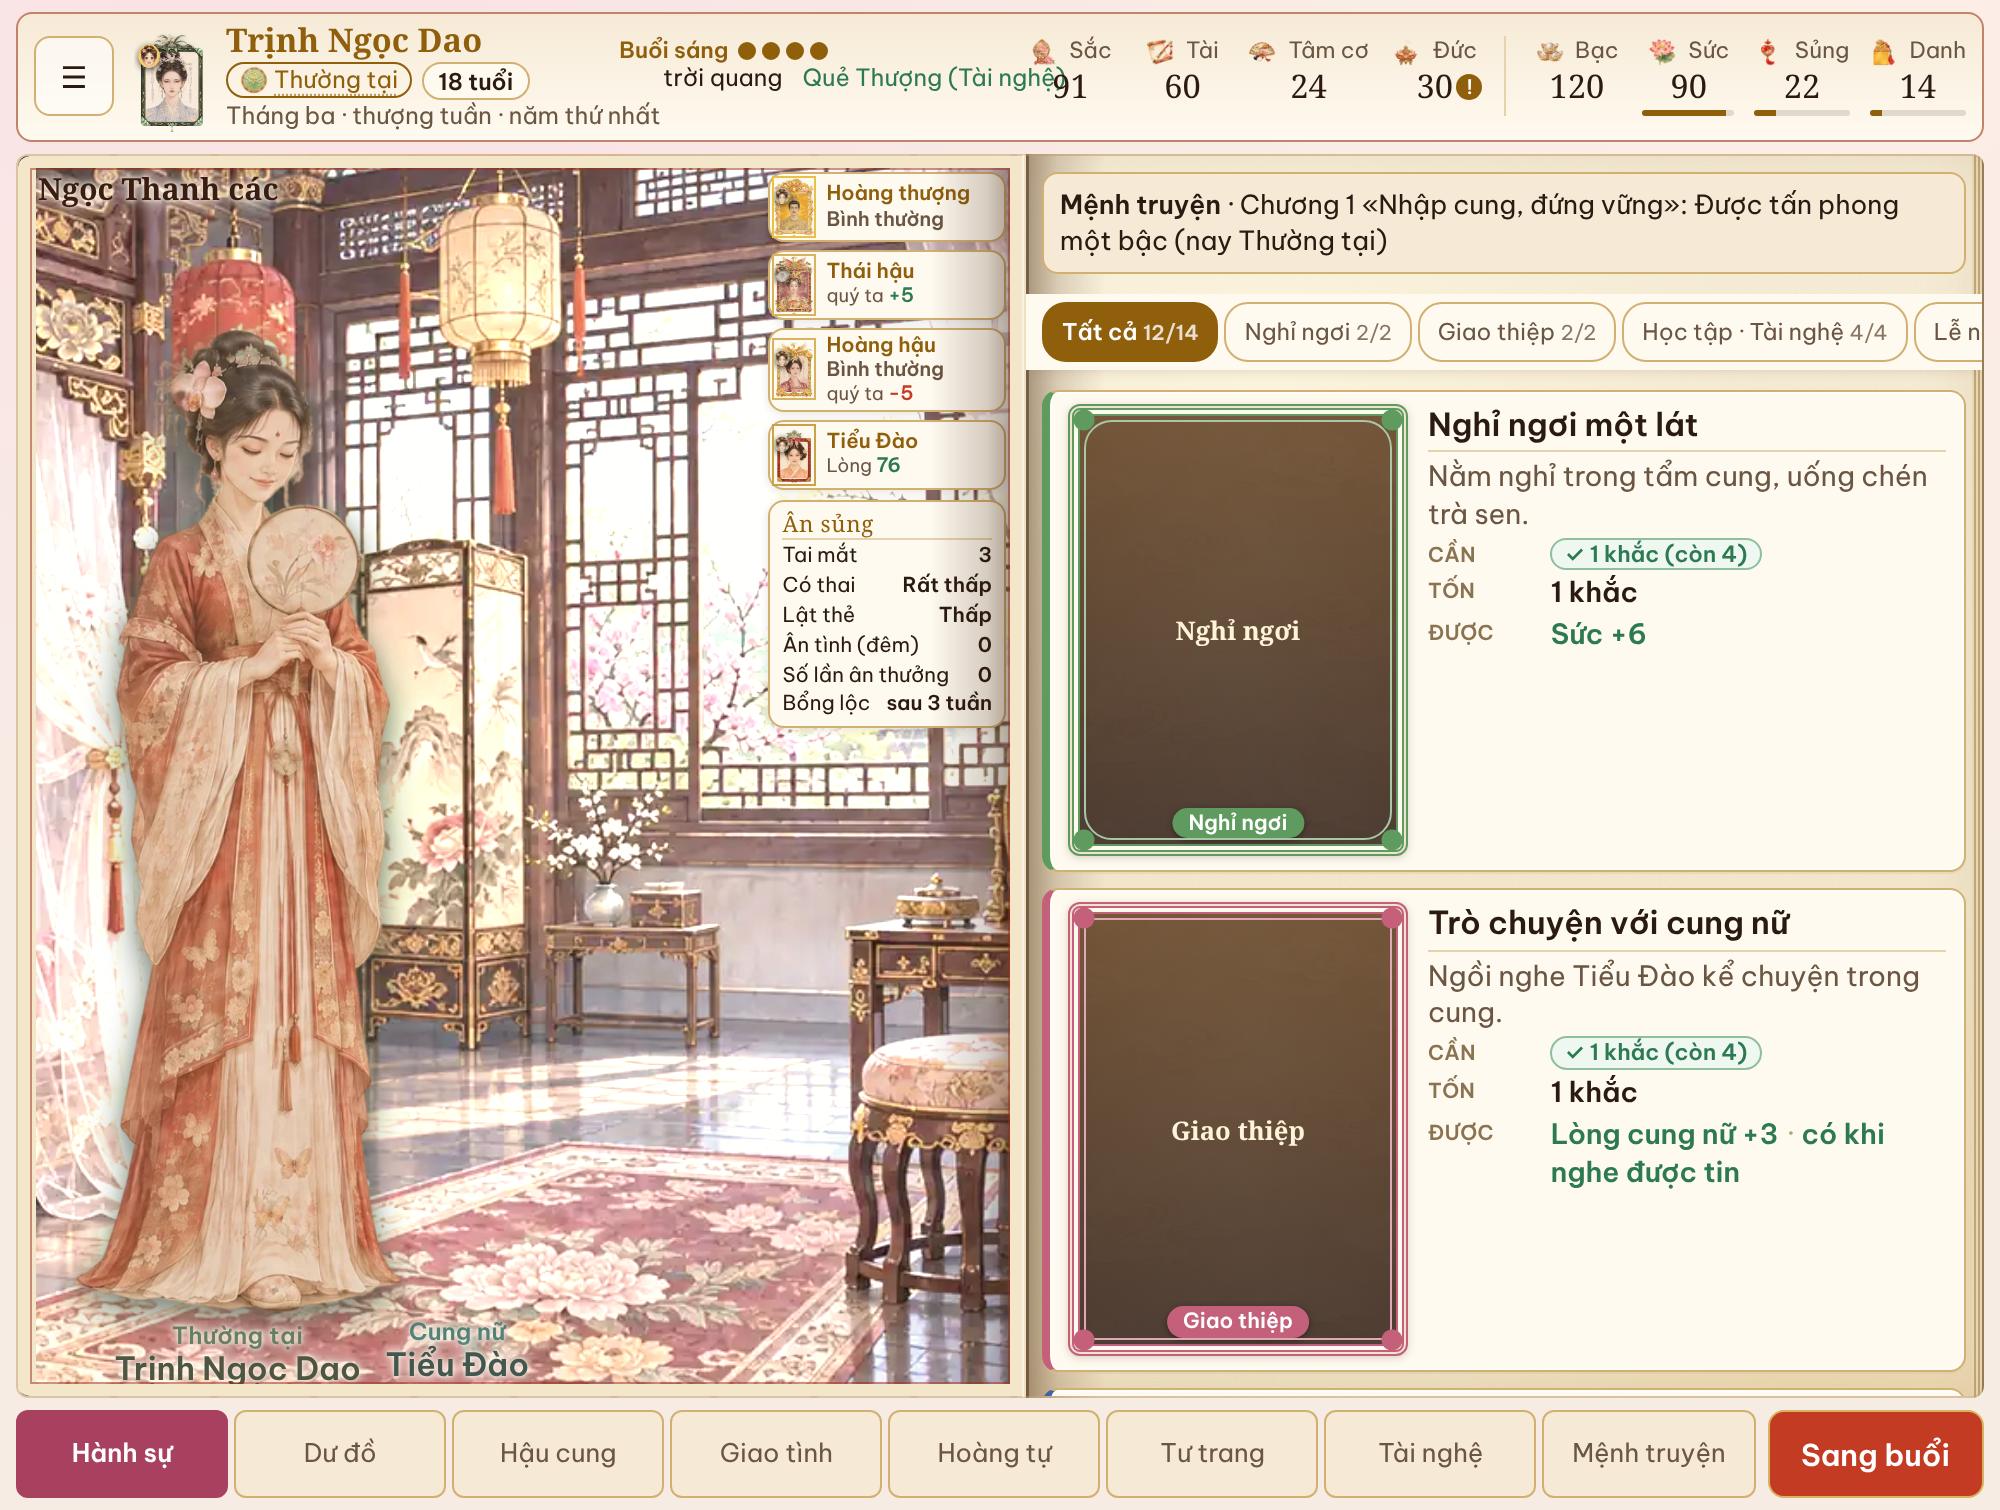 ☰
Trịnh Ngọc Dao
Thường tại
18 tuổi
Tháng ba · thượng tuần · năm thứ nhất
Buổi sáng
trời quang Quẻ Thượng (Tài nghệ)
Sắc
91
Tài
60
Tâm cơ
24
Đức
30 !
Bạc
120
Sức
90
Sủng
22
Danh
14
Ngọc Thanh các
Hoàng thượng
Bình thường
Thái hậu
quý ta +5
Hoàng hậu
Bình thường
quý ta -5
Tiểu Đào
Lòng 76
Ân sủng
Tai mắt 3
Có thai Rất thấp
Lật thẻ Thấp
Ân tình (đêm) 0
Số lần ân thưởng 0
Bổng lộc sau 3 tuần
Thường tại
Trịnh Ngọc Dao
Cung nữ
Tiểu Đào
Mệnh truyện · Chương 1 «Nhập cung, đứng vững»: Được tấn phong
một bậc (nay Thường tại)
Tất cả 12/14
Nghỉ ngơi 2/2
Giao thiệp 2/2
Học tập · Tài nghệ 4/4
Lễ n
Nghỉ ngơi
Nghỉ ngơi
Nghỉ ngơi một lát
Nằm nghỉ trong tẩm cung, uống chén
trà sen.
CẦN ✓ 1 khắc (còn 4)
TỐN 1 khắc
ĐƯỢC Sức +6
Giao thiệp
Giao thiệp
Trò chuyện với cung nữ
Ngồi nghe Tiểu Đào kể chuyện trong
cung.
CẦN ✓ 1 khắc (còn 4)
TỐN 1 khắc
ĐƯỢC Lòng cung nữ +3 · có khi
nghe được tin
Hành sự
Dư đồ
Hậu cung
Giao tình
Hoàng tự
Tư trang
Tài nghệ
Mệnh truyện
Sang buổi